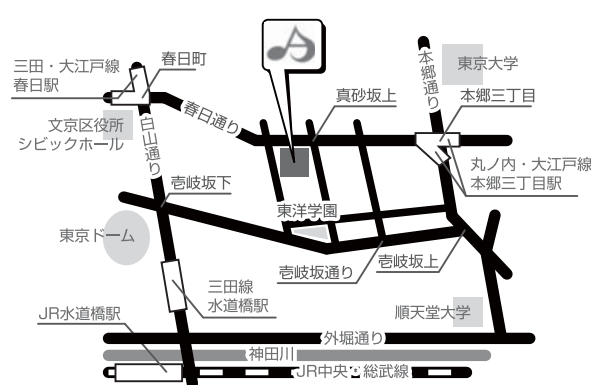 三田・大江戸線
春日駅
春日町
文京区役所
シビックホール
白山通り
春日通り
真砂坂上
本郷通り
東京大学
本郷三丁目
丸ノ内・大江戸線
本郷三丁目駅
壱岐坂下
東洋学園
東京ドーム
壱岐坂通り
壱岐坂上
三田線
水道橋駅
順天堂大学
JR水道橋駅
外堀通り
神田川
JR中央・総武線